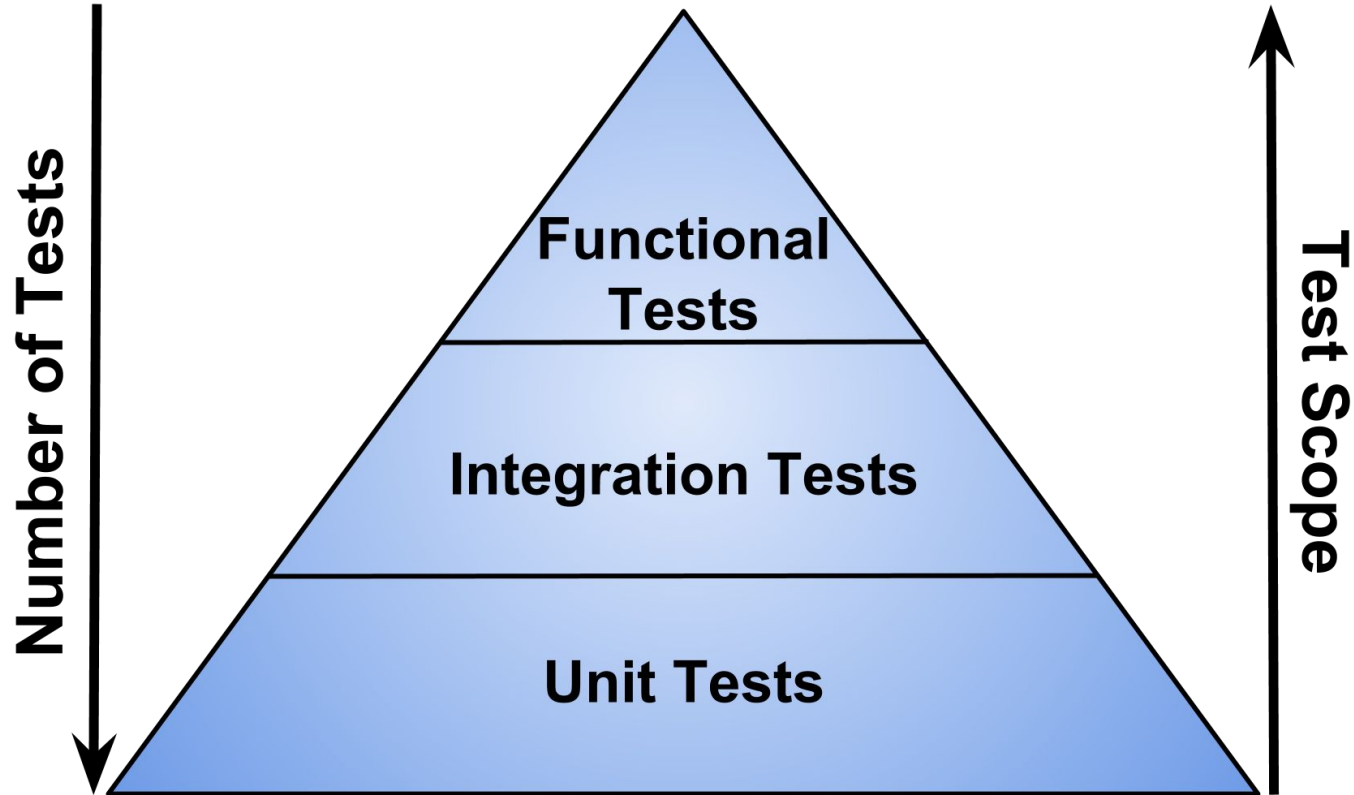 Number of Tests
Functional
Tests
Integration Tests
Unit Tests
Test Scope